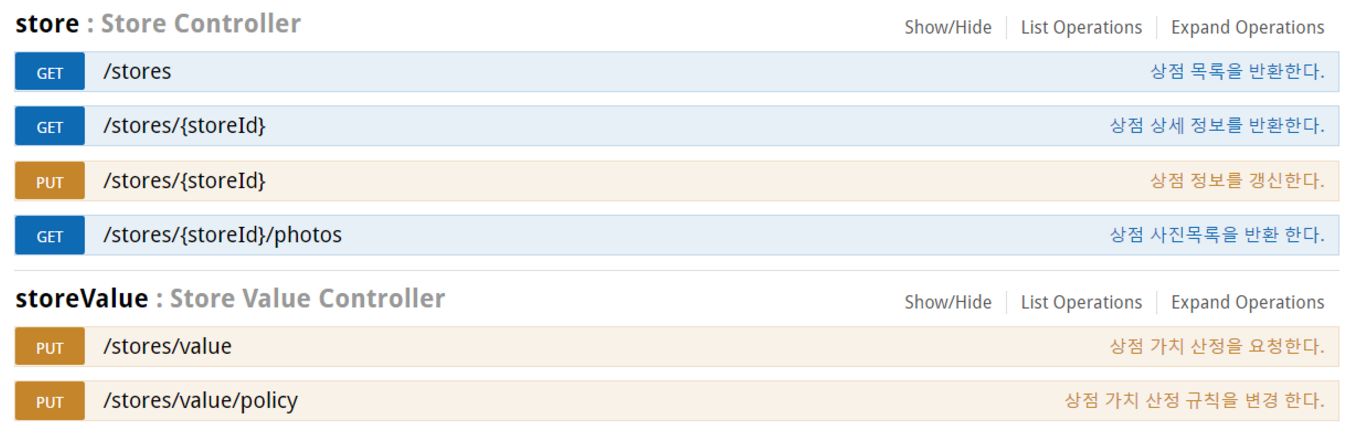 store : Store Controller Show/Hide List Operations Expand Operations
GET /stores 상점 목록을 반환한다.
GET /stores/{storeId} 상점 상세 정보를 반환한다.
PUT /stores/{storeId} 상점 정보를 갱신한다.
GET /stores/{storeId}/photos 상점 사진목록을 반환 한다.
storeValue : Store Value Controller Show/Hide List Operations Expand Operations
PUT /stores/value 상점 가치 산정을 요청한다.
PUT /stores/value/policy 상점 가치 산정 규칙을 변경 한다.